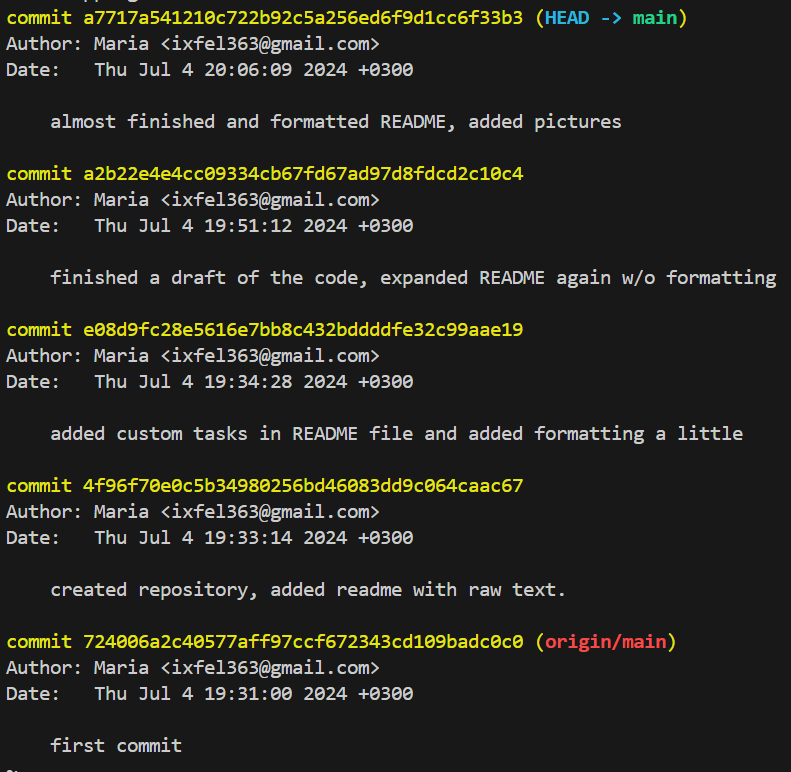 commit a7717a541210c722b92c5a256ed6f9d1cc6f33b3 (HEAD -> main)
Author: Maria <ixfel363@gmail.com>
Date:   Thu Jul 4 20:06:09 2024 +0300
    almost finished and formatted README, added pictures
commit a2b22e4e4cc09334cb67fd67ad97d8fdcd2c10c4
Author: Maria <ixfel363@gmail.com>
Date:   Thu Jul 4 19:51:12 2024 +0300
    finished a draft of the code, expanded README again w/o formatting
commit e08d9fc28e5616e7bb8c432bddddfe32c99aae19
Author: Maria <ixfel363@gmail.com>
Date:   Thu Jul 4 19:34:28 2024 +0300
    added custom tasks in README file and added formatting a little
commit 4f96f70e0c5b34980256bd46083dd9c064caac67
Author: Maria <ixfel363@gmail.com>
Date:   Thu Jul 4 19:33:14 2024 +0300
    created repository, added readme with raw text.
commit 724006a2c40577aff97ccf672343cd109badc0c0 (origin/main)
Author: Maria <ixfel363@gmail.com>
Date:   Thu Jul 4 19:31:00 2024 +0300
    first commit